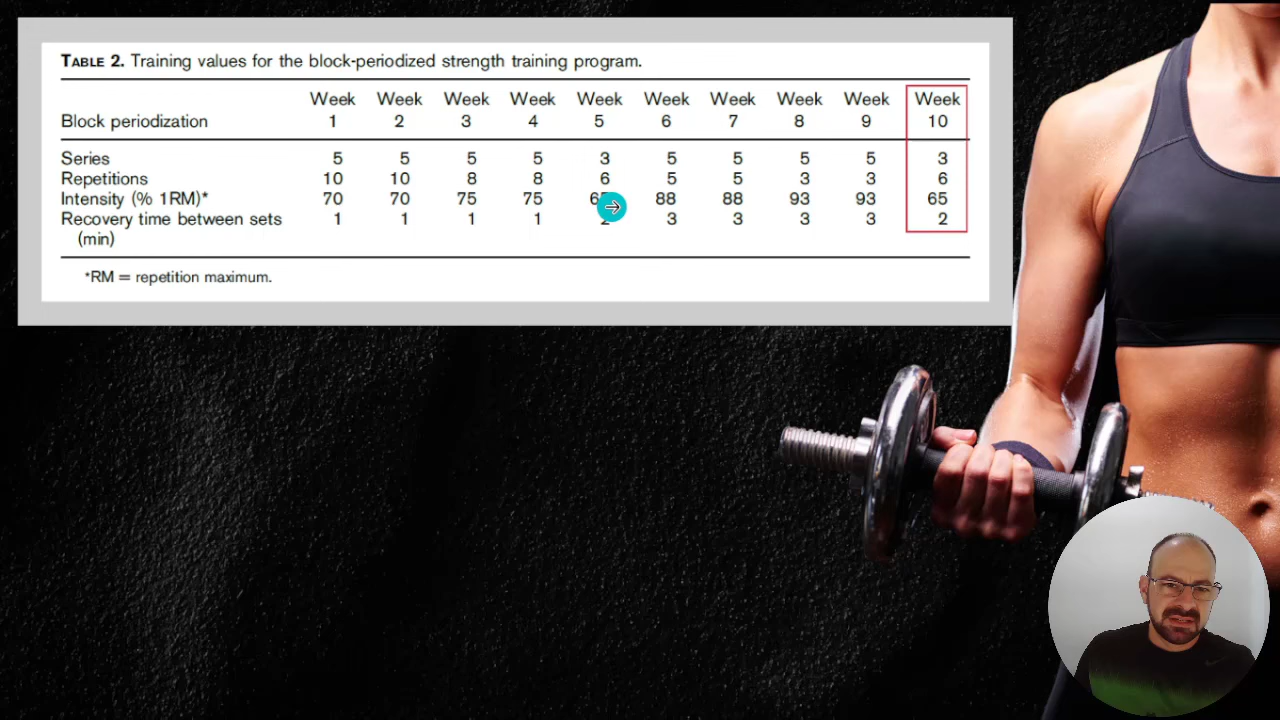 TABLE 2. Training values for the block-periodized strength training program.
Week Week Week Week Week Week Week Week Week Week
Block periodization 1 2 3 4 5 6 7 8 9 10
Series 5 5 5 5 3 5 5 5 5 3
Repetitions 10 10 8 8 6 5 5 3 3 6
Intensity (% 1RM)* 70 70 75 75 88 88 93 93 65
Recovery time between sets 1 1 1 1 2 3 3 3 3 2
(min)
*RM = repetition maximum.